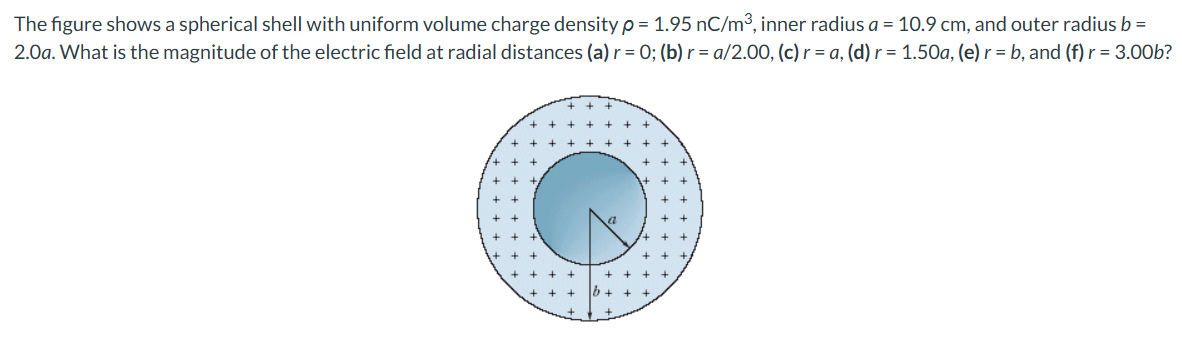 The figure shows a spherical shell with uniform volume charge density ρ = 1.95 nC/m³, inner radius a = 10.9 cm, and outer radius b =
2.0a. What is the magnitude of the electric field at radial distances (a) r = 0; (b) r = a/2.00, (c) r = a, (d) r = 1.50a, (e) r = b, and (f) r = 3.00b?
a
b